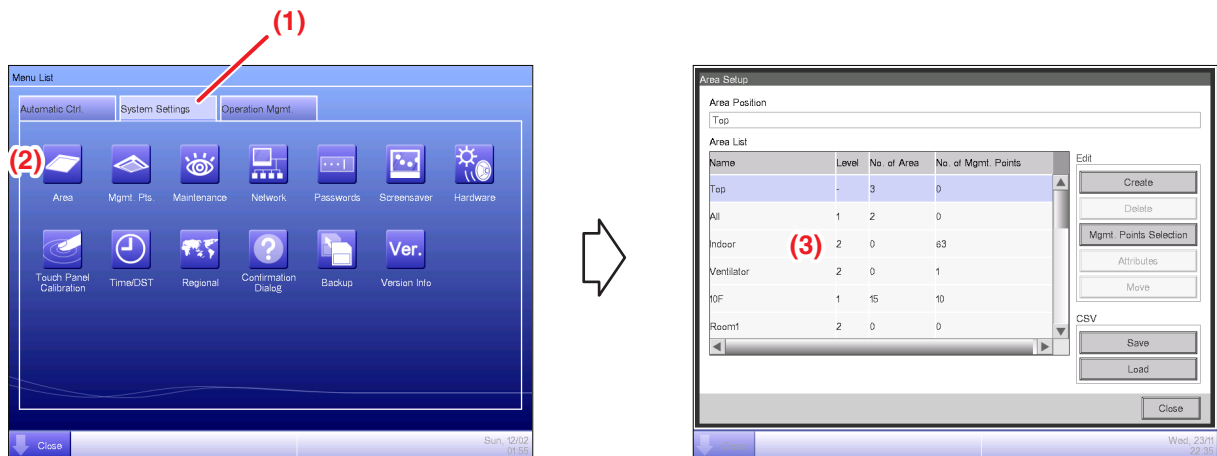 (1)
Menu List
Automatic Ctrl. System Settings Operation Mgmt.
(2)
Area Mgmt. Pts. Maintenance Network Passwords Screensaver Hardware
Ver.
Touch Panel
Calibration
Time/DST
Regional
Confirmation
Dialog
Backup
Version Info
Close
Sun, 12/02
01:55
Area Setup
Area Position
Top
Area List
Name Level No. of Area No. of Mgmt. Points
Top - 3 0
All 1 2 0
Indoor 2 0 63
(3)
Ventilator 2 0 1
10F 1 15 10
Room1 2 0 0
Edit
Create
Delete
Mgmt. Points Selection
Attributes
Move
CSV
Save
Load
Close
Wed, 23/11
22:35